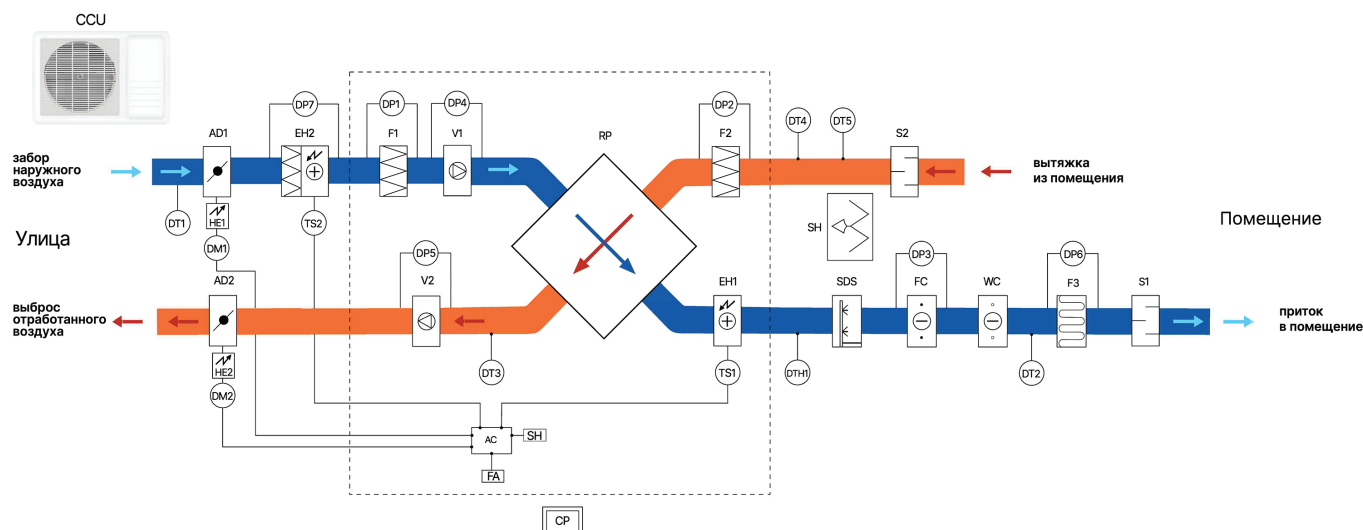 CCU
DP7
DP1
DP4
DP2
AD1
EH2
F1
V1
RP
F2
DT4
DT5
S2
забор
наружного
воздуха
вытяжка
из помещения
DT1
HE1
TS2
SH
Помещение
Улица
DM1
DP5
DP3
DP6
AD2
V2
EH1
SDS
FC
WC
F3
S1
выброс
отработанного
воздуха
приток
в помещение
HE2
DT3
TS1
DTH1
DT2
DM2
AC
SH
FA
CP